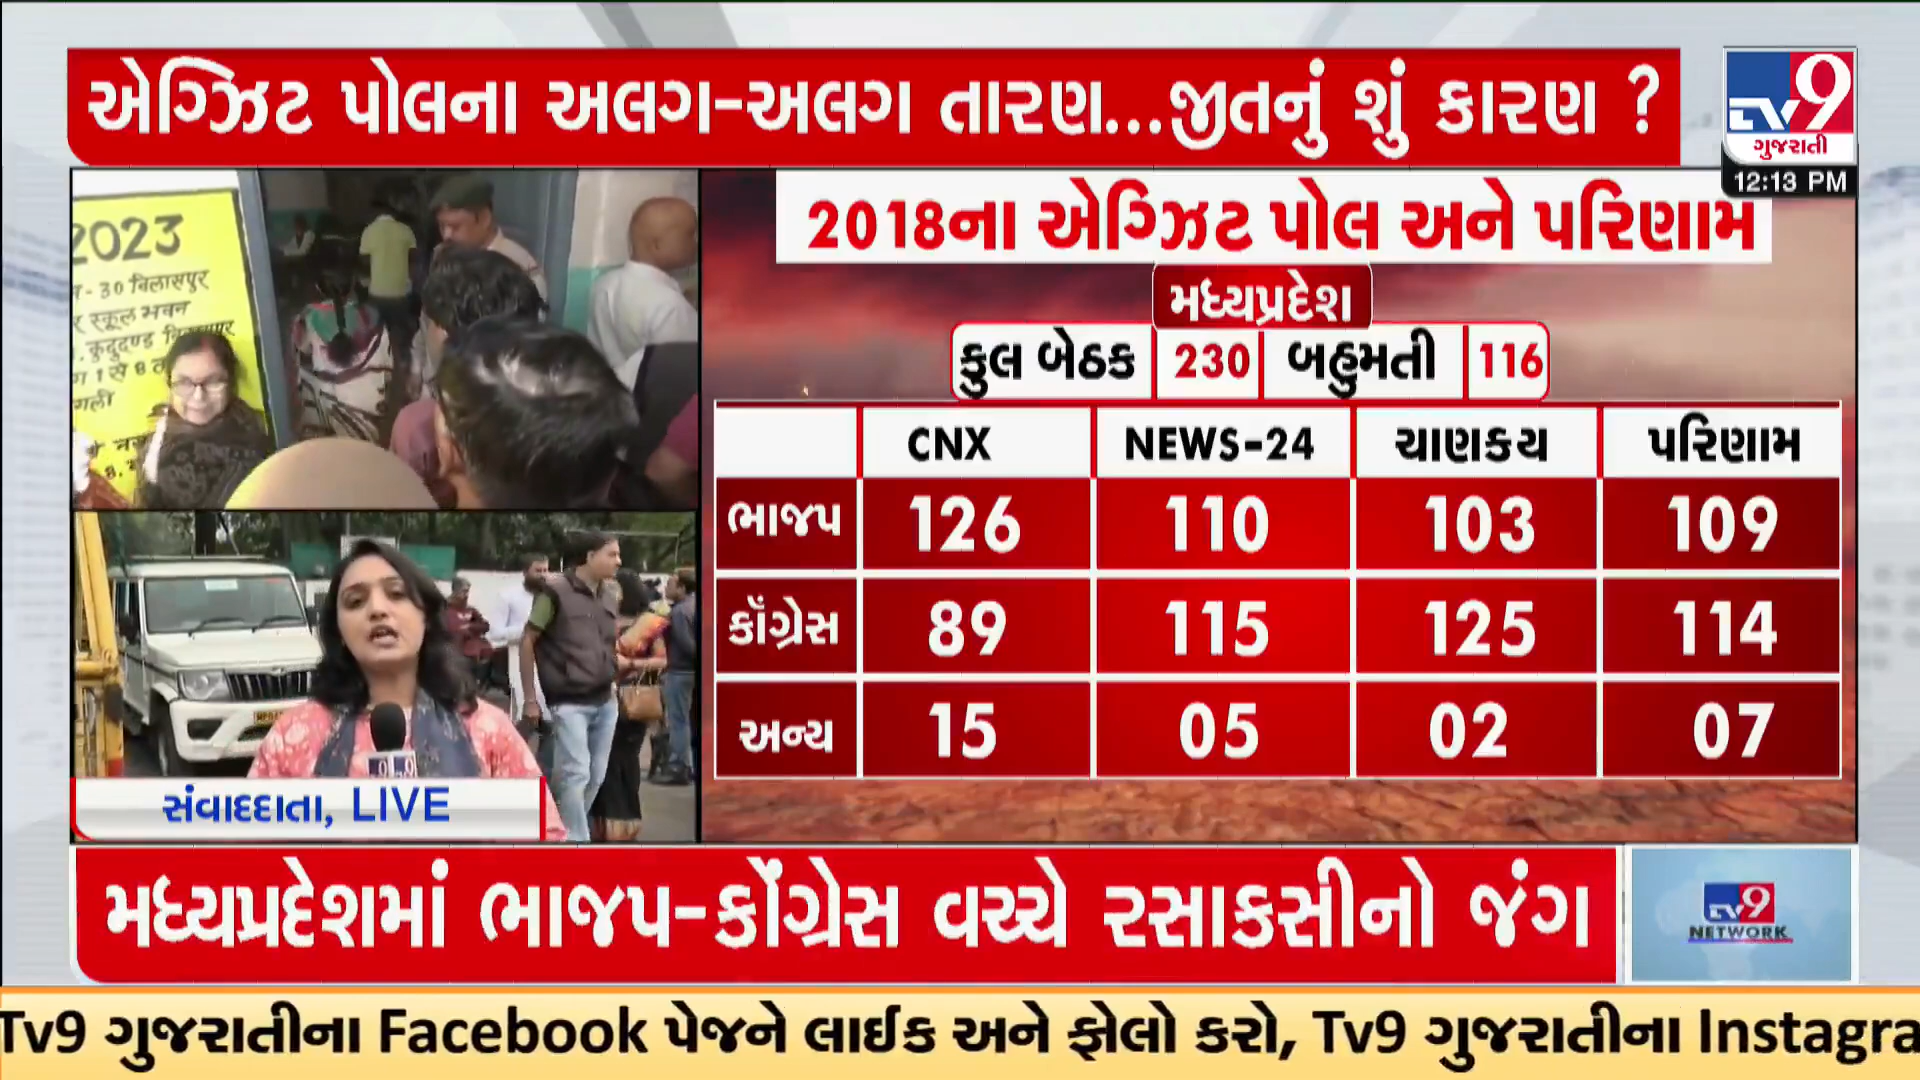 એગ્ઝિટ પોલના અલગ-અલગ તારણ...જીતનું શું કારણ ?
TV9
ગુજરાતી
12:13 PM
2023
- 30 बिलासपुर
स्कूल भवन
2018ના એગ્ઝિટ પોલ અને પરિણામ
મધ્યપ્રદેશ
કુલ બેઠક 230 બહુમતી 116
CNX NEWS-24 ચાણકય પરિણામ
ભાજપ 126 110 103 109
કોંગ્રેસ 89 115 125 114
અન્ય 15 05 02 07
સંવાદદાતા, LIVE
મધ્યપ્રદેશમાં ભાજપ-કોંગ્રેસ વચ્ચે રસાકસીનો જંગ
TV9
NETWORK
Tv9 ગુજરાતીના Facebook પેજને લાઈક અને ફોલો કરો, Tv9 ગુજરાતીના Instagra